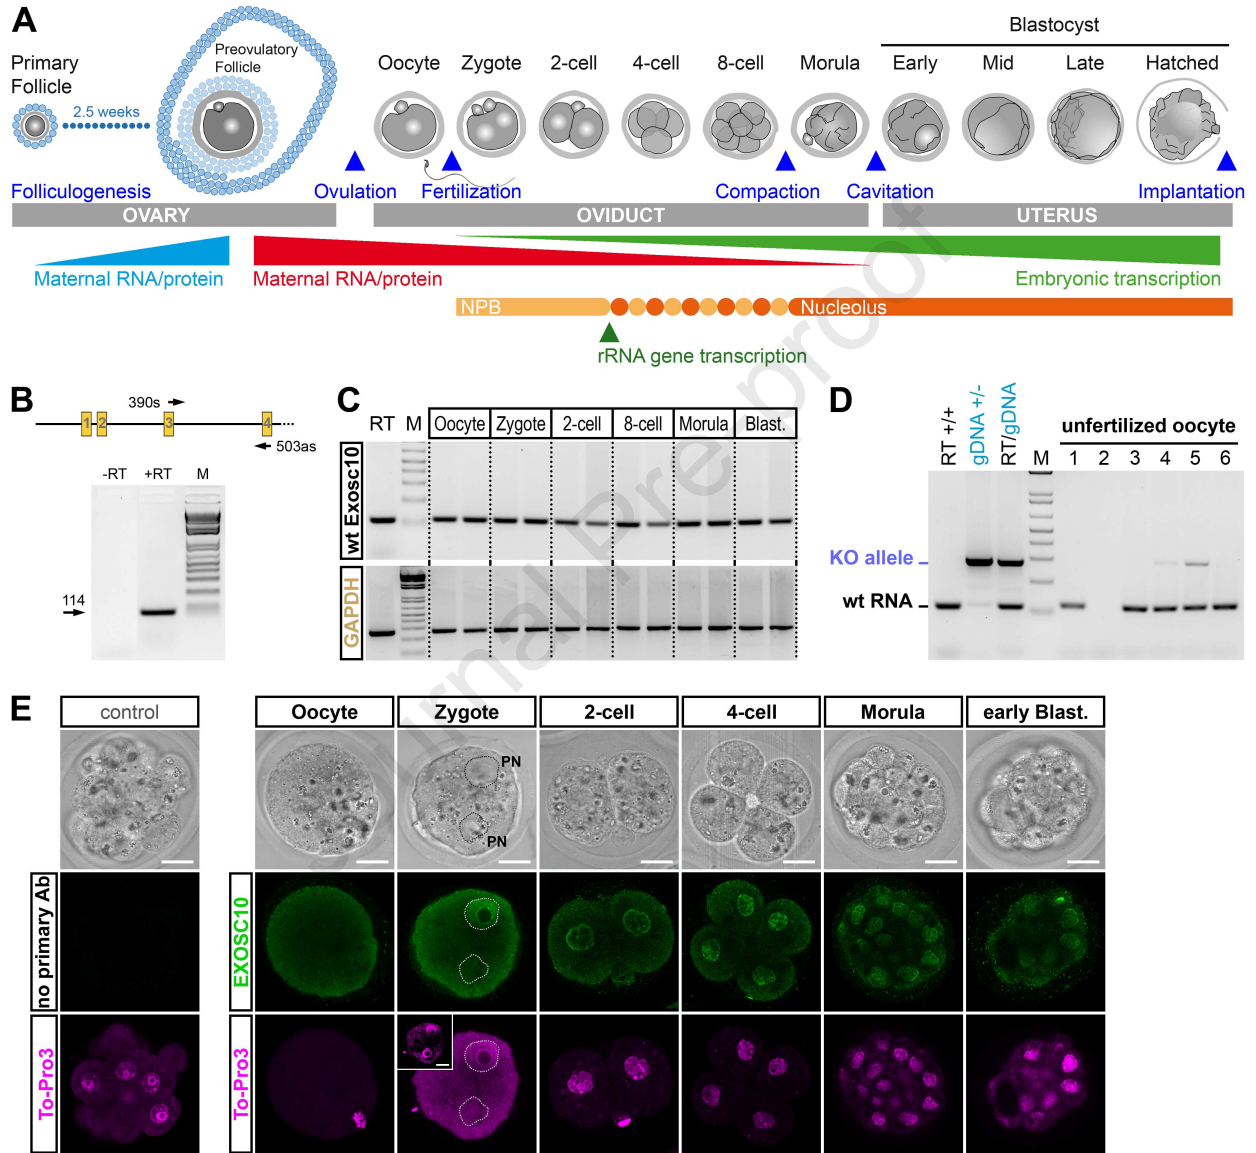 A
Blastocyst
Primary
Follicle
2.5 weeks
Preovulatory
Follicle
Oocyte Zygote 2-cell 4-cell 8-cell Morula Early Mid Late Hatched
Folliculogenesis Ovulation Fertilization Compaction Cavitation Implantation
OVARY OVIDUCT UTERUS
Maternal RNA/protein Maternal RNA/protein Embryonic transcription
NPB Nucleolus
rRNA gene transcription
B
390s
1 2 3 4
503as
-RT +RT M
114
C
RT M Oocyte Zygote 2-cell 8-cell Morula Blast.
wt Exosc10
GAPDH
D
RT +/+
gDNA +/-
RT/gDNA
M
unfertilized oocyte
1 2 3 4 5 6
KO allele
wt RNA
E
control Oocyte Zygote 2-cell 4-cell Morula early Blast.
PN
PN
no primary Ab
EXOSC10
To-Pro3
To-Pro3
Journal Pre-proof